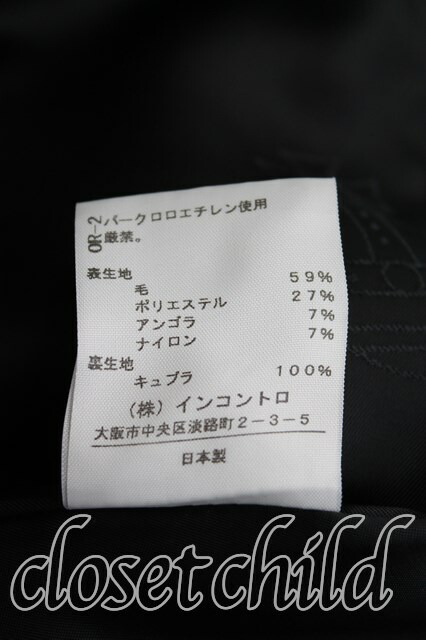 OR-2 パークロロエチレン使用
厳禁。
表生地
毛 59%
ポリエステル 27%
アンゴラ 7%
ナイロン 7%
裏生地
キュプラ 100%
（株）インコントロ
大阪市中央区淡路町2-3-5
日本製
closet child